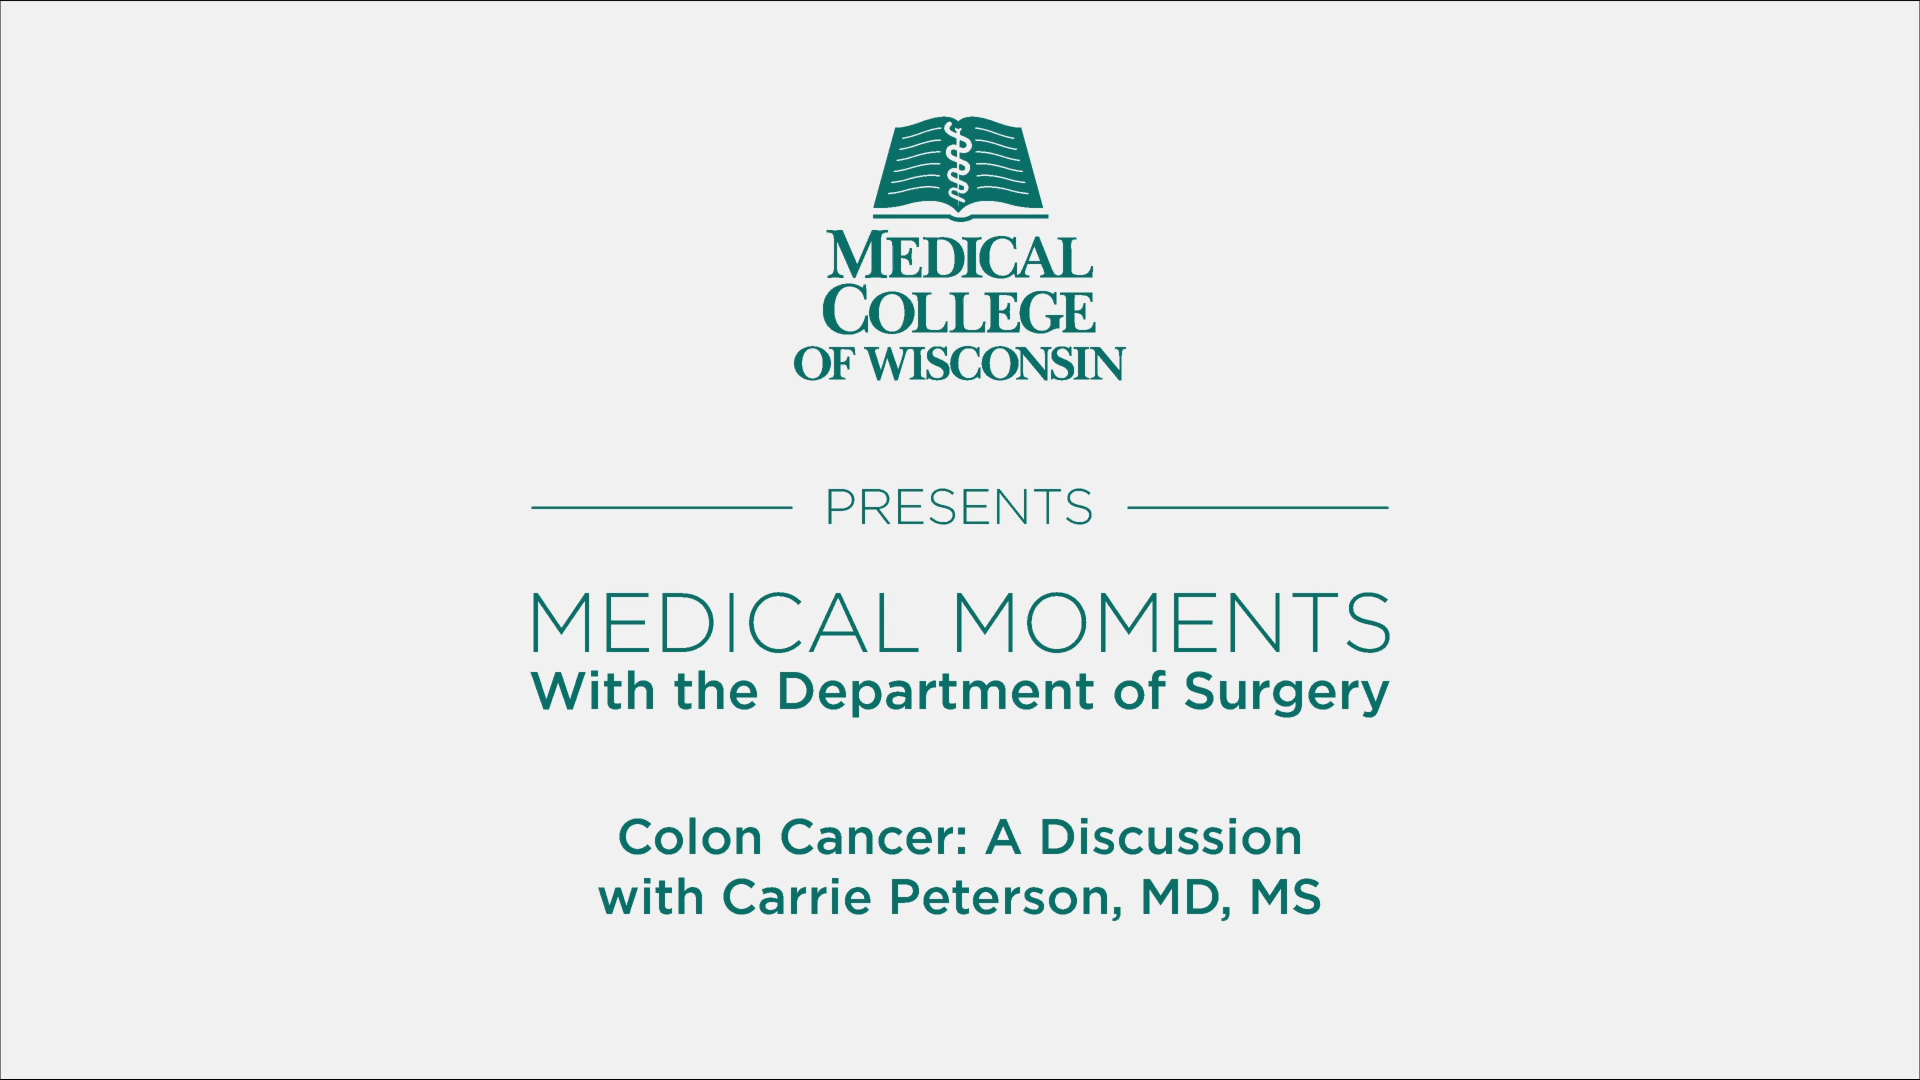 MEDICAL
COLLEGE
OF WISCONSIN
PRESENTS
MEDICAL MOMENTS
With the Department of Surgery
Colon Cancer: A Discussion
with Carrie Peterson, MD, MS